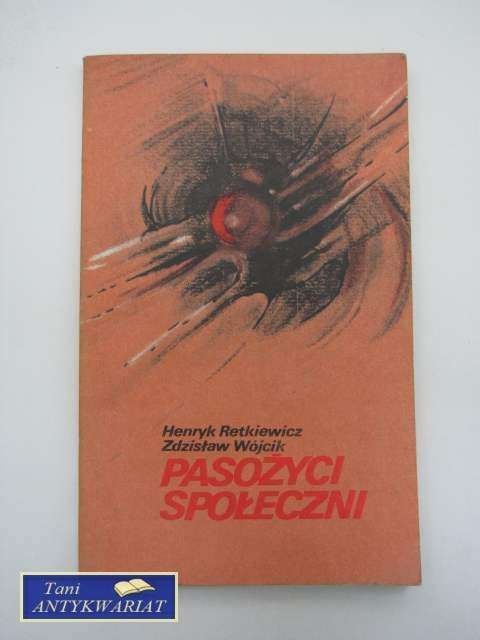 Henryk Retkiewicz
Zdzisław Wójcik
PASOŻYCI
SPOŁECZNI
Tani
ANTYKWARIAT